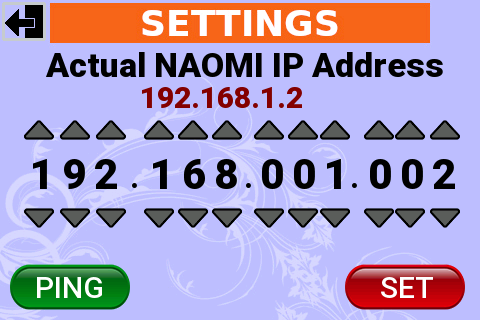 SETTINGS
Actual NAOMI IP Address
192.168.1.2
192.168.001.002
PING SET